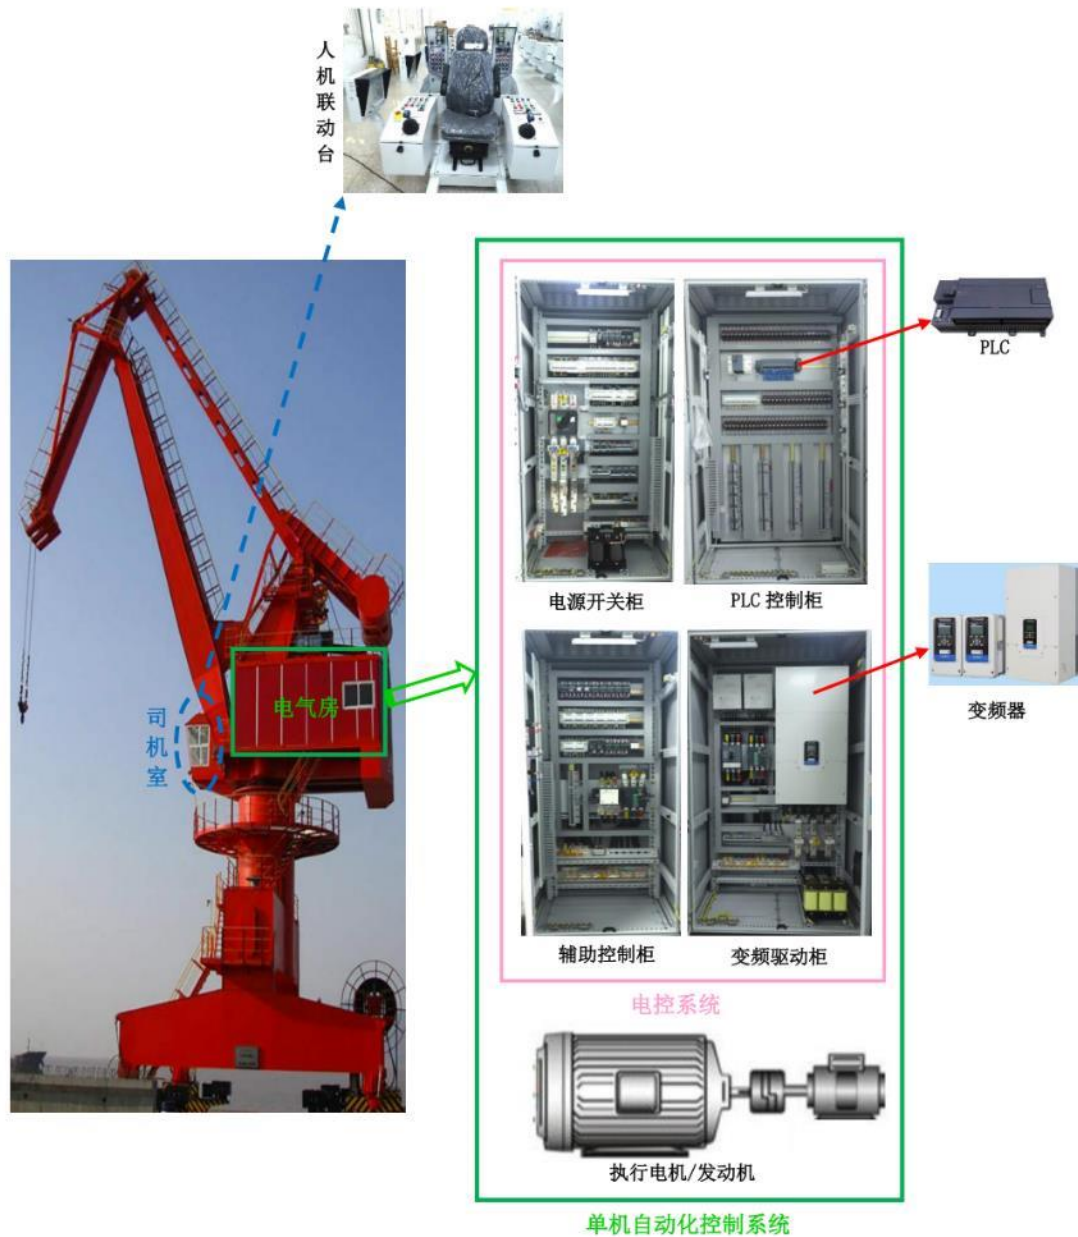 人机联动台
PLC
电源开关柜
PLC 控制柜
电气房
司机室
变频器
辅助控制柜
变频驱动柜
电控系统
执行电机/发动机
单机自动化控制系统